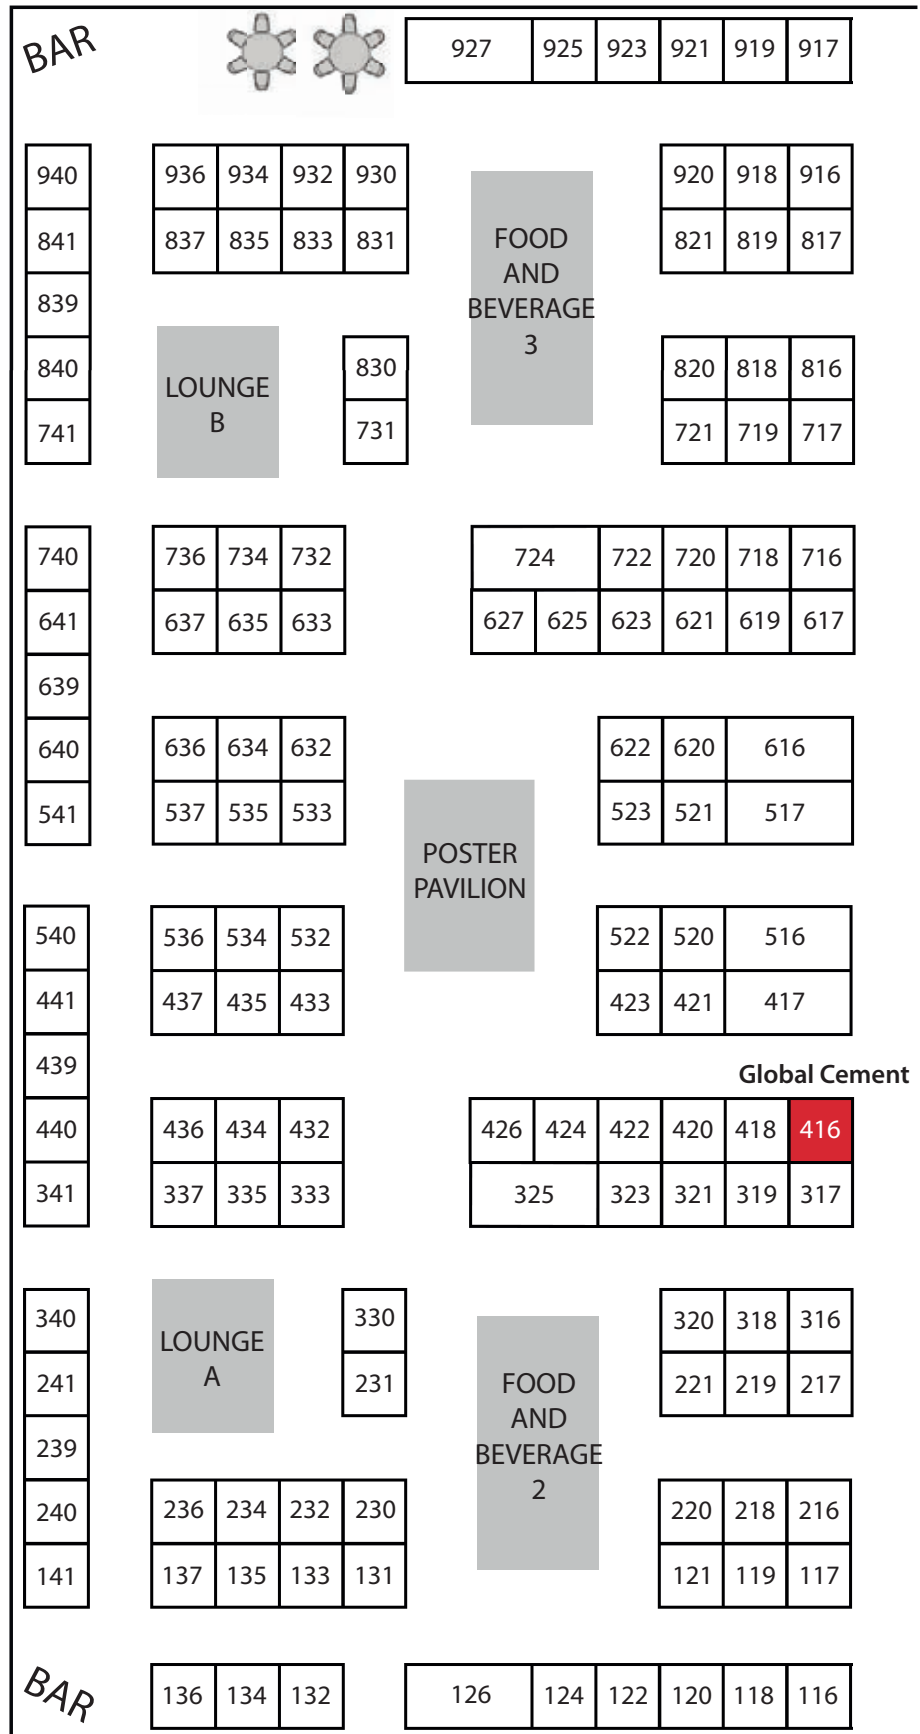 BAR
927 925 923 921 919 917
940 936 934 932 930 920 918 916
841 837 835 833 831 821 819 817
FOOD
AND
BEVERAGE
3
839
840 830 820 818 816
LOUNGE
B
741 731 721 719 717
740 736 734 732 724 722 720 718 716
641 637 635 633 627 625 623 621 619 617
639
640 636 634 632 622 620 616
541 537 535 533 523 521 517
POSTER
PAVILION
540 536 534 532 522 520 516
441 437 435 433 423 421 417
439
Global Cement
440 436 434 432 426 424 422 420 418 416
341 337 335 333 325 323 321 319 317
340 330 320 318 316
LOUNGE
A
241 231 221 219 217
FOOD
AND
BEVERAGE
2
239
240 236 234 232 230 220 218 216
141 137 135 133 131 121 119 117
BAR
136 134 132 126 124 122 120 118 116